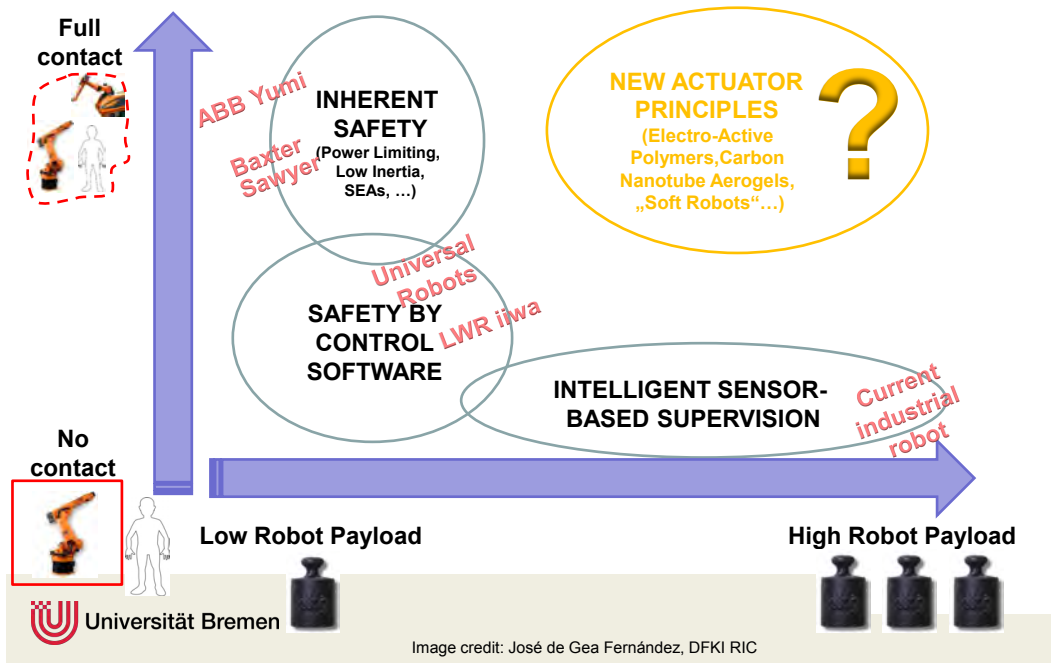 Full
contact
ABB Yumi
Baxter
Sawyer
INHERENT
SAFETY
(Power Limiting,
Low Inertia,
SEAs, ...)
NEW ACTUATOR
PRINCIPLES
(Electro-Active
Polymers,Carbon
Nanotube Aerogels,
„Soft Robots“...)
?
Universal
Robots
LWR iiwa
SAFETY BY
CONTROL
SOFTWARE
INTELLIGENT SENSOR-
BASED SUPERVISION
Current
industrial
robot
No
contact
Low Robot Payload
High Robot Payload
Universität Bremen
Image credit: José de Gea Fernández, DFKI RIC